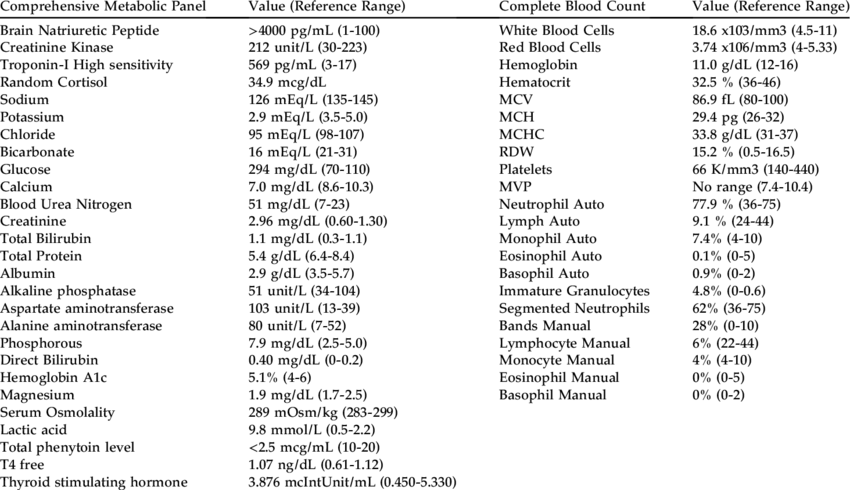 Comprehensive Metabolic Panel Value (Reference Range) Complete Blood Count Value (Reference Range)
Brain Natriuretic Peptide >4000 pg/mL (1-100) White Blood Cells 18.6 x103/mm3 (4.5-11)
Creatinine Kinase 212 unit/L (30-223) Red Blood Cells 3.74 x106/mm3 (4-5.33)
Troponin-I High sensitivity 569 pg/mL (3-17) Hemoglobin 11.0 g/dL (12-16)
Random Cortisol 34.9 mcg/dL Hematocrit 32.5 % (36-46)
Sodium 126 mEq/L (135-145) MCV 86.9 fL (80-100)
Potassium 2.9 mEq/L (3.5-5.0) MCH 29.4 pg (26-32)
Chloride 95 mEq/L (98-107) MCHC 33.8 g/dL (31-37)
Bicarbonate 16 mEq/L (21-31) RDW 15.2 % (0.5-16.5)
Glucose 294 mg/dL (70-110) Platelets 66 K/mm3 (140-440)
Calcium 7.0 mg/dL (8.6-10.3) MVP No range (7.4-10.4)
Blood Urea Nitrogen 51 mg/dL (7-23) Neutrophil Auto 77.9 % (36-75)
Creatinine 2.96 mg/dL (0.60-1.30) Lymph Auto 9.1 % (24-44)
Total Bilirubin 1.1 mg/dL (0.3-1.1) Monophil Auto 7.4% (4-10)
Total Protein 5.4 g/dL (6.4-8.4) Eosinophil Auto 0.1% (0-5)
Albumin 2.9 g/dL (3.5-5.7) Basophil Auto 0.9% (0-2)
Alkaline phosphatase 51 unit/L (34-104) Immature Granulocytes 4.8% (0-0.6)
Aspartate aminotransferase 103 unit/L (13-39) Segmented Neutrophils 62% (36-75)
Alanine aminotransferase 80 unit/L (7-52) Bands Manual 28% (0-10)
Phosphorous 7.9 mg/dL (2.5-5.0) Lymphocyte Manual 6% (22-44)
Direct Bilirubin 0.40 mg/dL (0-0.2) Monocyte Manual 4% (4-10)
Hemoglobin A1c 5.1% (4-6) Eosinophil Manual 0% (0-5)
Magnesium 1.9 mg/dL (1.7-2.5) Basophil Manual 0% (0-2)
Serum Osmolality 289 mOsm/kg (283-299)
Lactic acid 9.8 mmol/L (0.5-2.2)
Total phenytoin level <2.5 mcg/mL (10-20)
T4 free 1.07 ng/dL (0.61-1.12)
Thyroid stimulating hormone 3.876 mcIntUnit/mL (0.450-5.330)